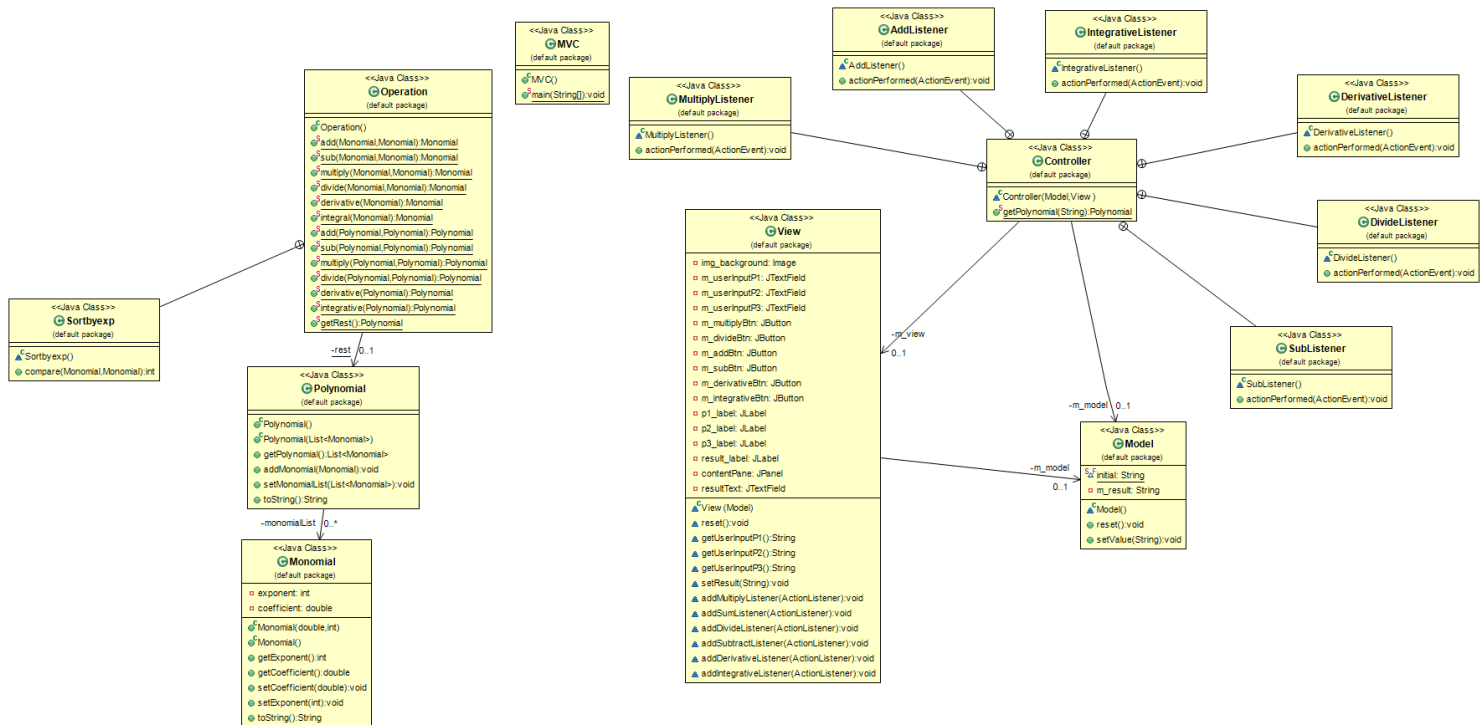 <<Java Class>>
Operation
(default package)
Operation()
add(Monomial,Monomial):Monomial
sub(Monomial,Monomial):Monomial
multiply(Monomial,Monomial):Monomial
divide(Monomial,Monomial):Monomial
derivative(Monomial):Monomial
integral(Monomial):Monomial
add(Polynomial,Polynomial):Polynomial
sub(Polynomial,Polynomial):Polynomial
multiply(Polynomial,Polynomial):Polynomial
divide(Polynomial,Polynomial):Polynomial
derivative(Polynomial):Polynomial
integrative(Polynomial):Polynomial
getRest():Polynomial
<<Java Class>>
Sortbyexp
(default package)
Sortbyexp()
compare(Monomial,Monomial):int
-rest 0..1
<<Java Class>>
Polynomial
(default package)
Polynomial()
Polynomial(List<Monomial>)
getPolynomial():List<Monomial>
addMonomial(Monomial):void
setMonomialList(List<Monomial>):void
toString():String
-monomialList 0..*
<<Java Class>>
Monomial
(default package)
exponent: int
coefficient: double
Monomial(double,int)
Monomial()
getExponent():int
getCoefficient():double
setCoefficient(double):void
setExponent(int):void
toString():String
<<Java Class>>
MVC
(default package)
MVC()
main(String[]):void
<<Java Class>>
MultiplyListener
(default package)
MultiplyListener()
actionPerformed(ActionEvent):void
<<Java Class>>
AddListener
(default package)
AddListener()
actionPerformed(ActionEvent):void
<<Java Class>>
IntegrativeListener
(default package)
IntegrativeListener()
actionPerformed(ActionEvent):void
<<Java Class>>
DerivativeListener
(default package)
DerivativeListener()
actionPerformed(ActionEvent):void
<<Java Class>>
Controller
(default package)
Controller(Model,View )
getPolynomial(String):Polynomial
<<Java Class>>
DivideListener
(default package)
DivideListener()
actionPerformed(ActionEvent):void
<<Java Class>>
SubListener
(default package)
SubListener()
actionPerformed(ActionEvent):void
<<Java Class>>
View
(default package)
img_background: Image
m_userInputP1: JTextField
m_userInputP2: JTextField
m_userInputP3: JTextField
m_multiplyBtn: JButton
m_divideBtn: JButton
m_addBtn: JButton
m_subBtn: JButton
m_derivativeBtn: JButton
m_integrativeBtn: JButton
p1_label: JLabel
p2_label: JLabel
p3_label: JLabel
result_label: JLabel
contentPane: JPanel
resultText: JTextField
View (Model)
reset():void
getUserInputP1():String
getUserInputP2():String
getUserInputP3():String
setResult(String):void
addMultiplyListener(ActionListener):void
addSumListener(ActionListener):void
addDivideListener(ActionListener):void
addSubtractListener(ActionListener):void
addDerivativeListener(ActionListener):void
addIntegrativeListener(ActionListener):void
-m_view
0..1
-m_model 0..1
-m_model
0..1
<<Java Class>>
Model
(default package)
initial: String
m_result: String
Model()
reset():void
setValue(String):void